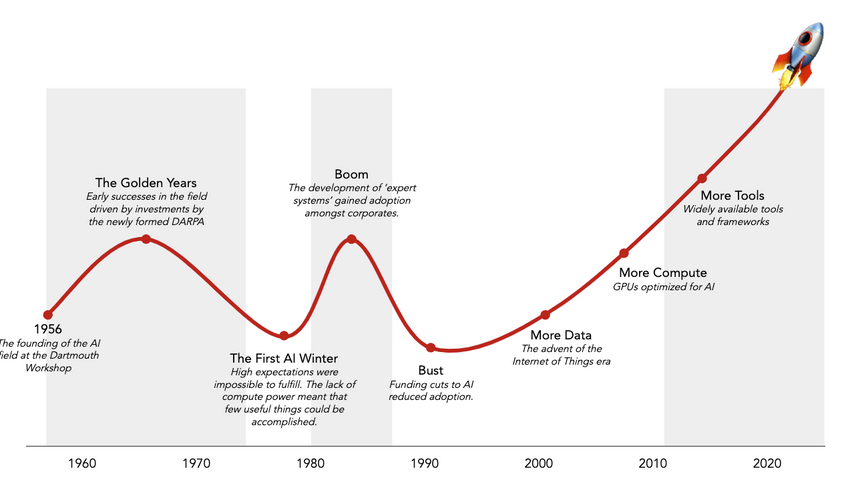 Boom
The development of ‘expert
systems’ gained adoption
amongst corporates.
The Golden Years
Early successes in the field
driven by investments by
the newly formed DARPA
More Tools
Widely available tools
and frameworks
More Compute
GPUs optimized for AI
1956
The founding of the AI
field at the Dartmouth
Workshop
More Data
The advent of the
Internet of Things era
The First AI Winter
High expectations were
impossible to fulfill. The lack of
compute power meant that
few useful things could be
accomplished.
Bust
Funding cuts to AI
reduced adoption.
1960 1970 1980 1990 2000 2010 2020